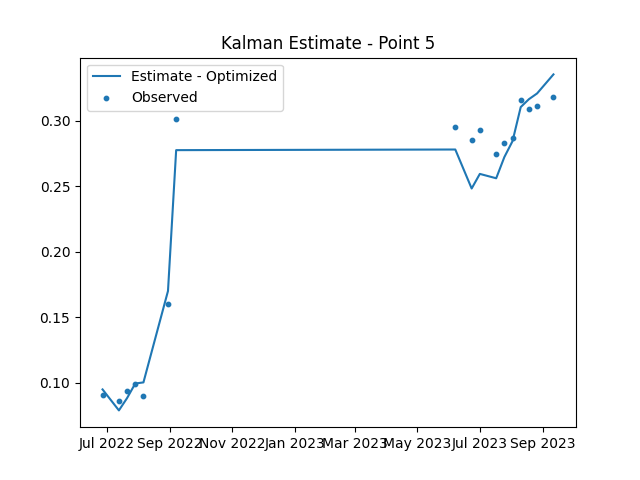 Kalman Estimate - Point 5
Estimate - Optimized
Observed
0.30
0.25
0.20
0.15
0.10
Jul 2022 Sep 2022 Nov 2022 Jan 2023 Mar 2023 May 2023 Jul 2023 Sep 2023